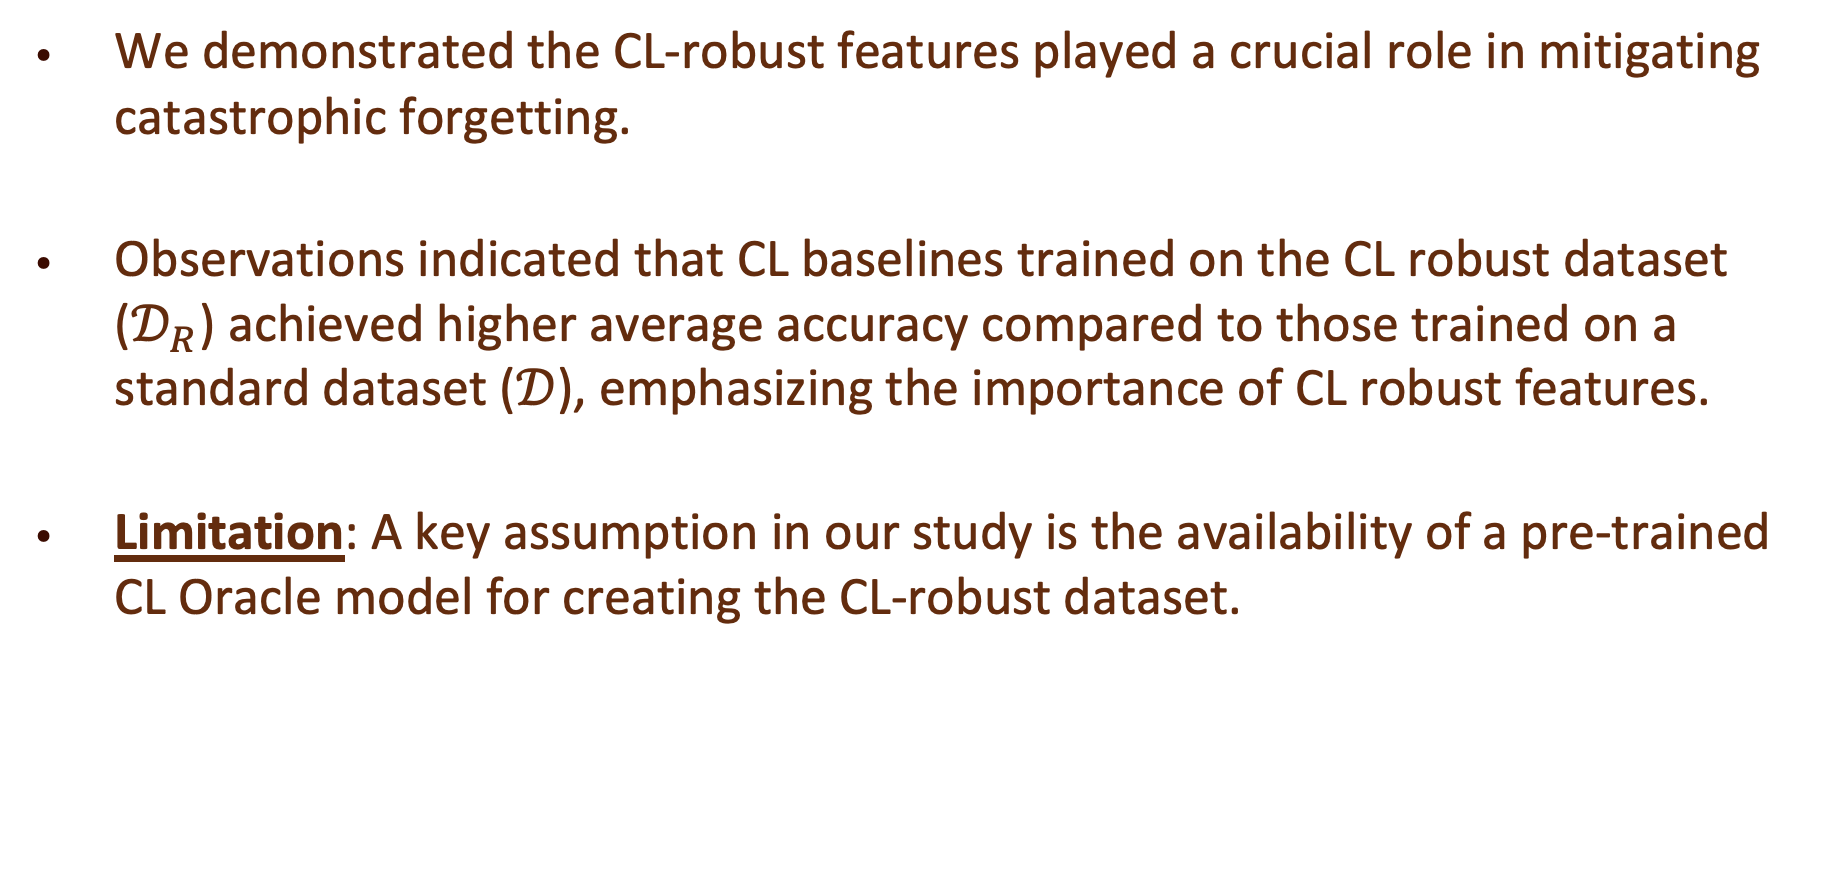 • We demonstrated the CL-robust features played a crucial role in mitigating
catastrophic forgetting.
• Observations indicated that CL baselines trained on the CL robust dataset
(𝒟_R) achieved higher average accuracy compared to those trained on a
standard dataset (𝒟), emphasizing the importance of CL robust features.
• Limitation: A key assumption in our study is the availability of a pre-trained
CL Oracle model for creating the CL-robust dataset.